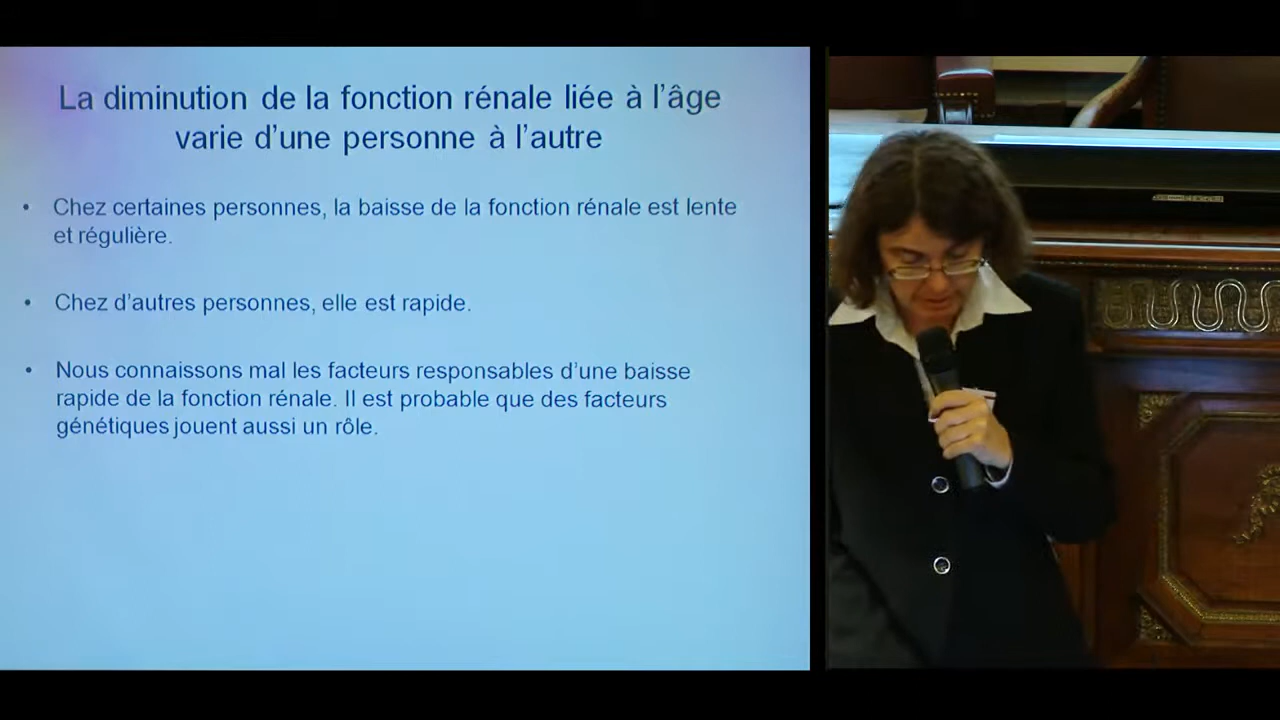 La diminution de la fonction rénale liée à l'âge
varie d'une personne à l'autre
• Chez certaines personnes, la baisse de la fonction rénale est lente
et régulière.
• Chez d'autres personnes, elle est rapide.
• Nous connaissons mal les facteurs responsables d'une baisse
rapide de la fonction rénale. Il est probable que des facteurs
génétiques jouent aussi un rôle.